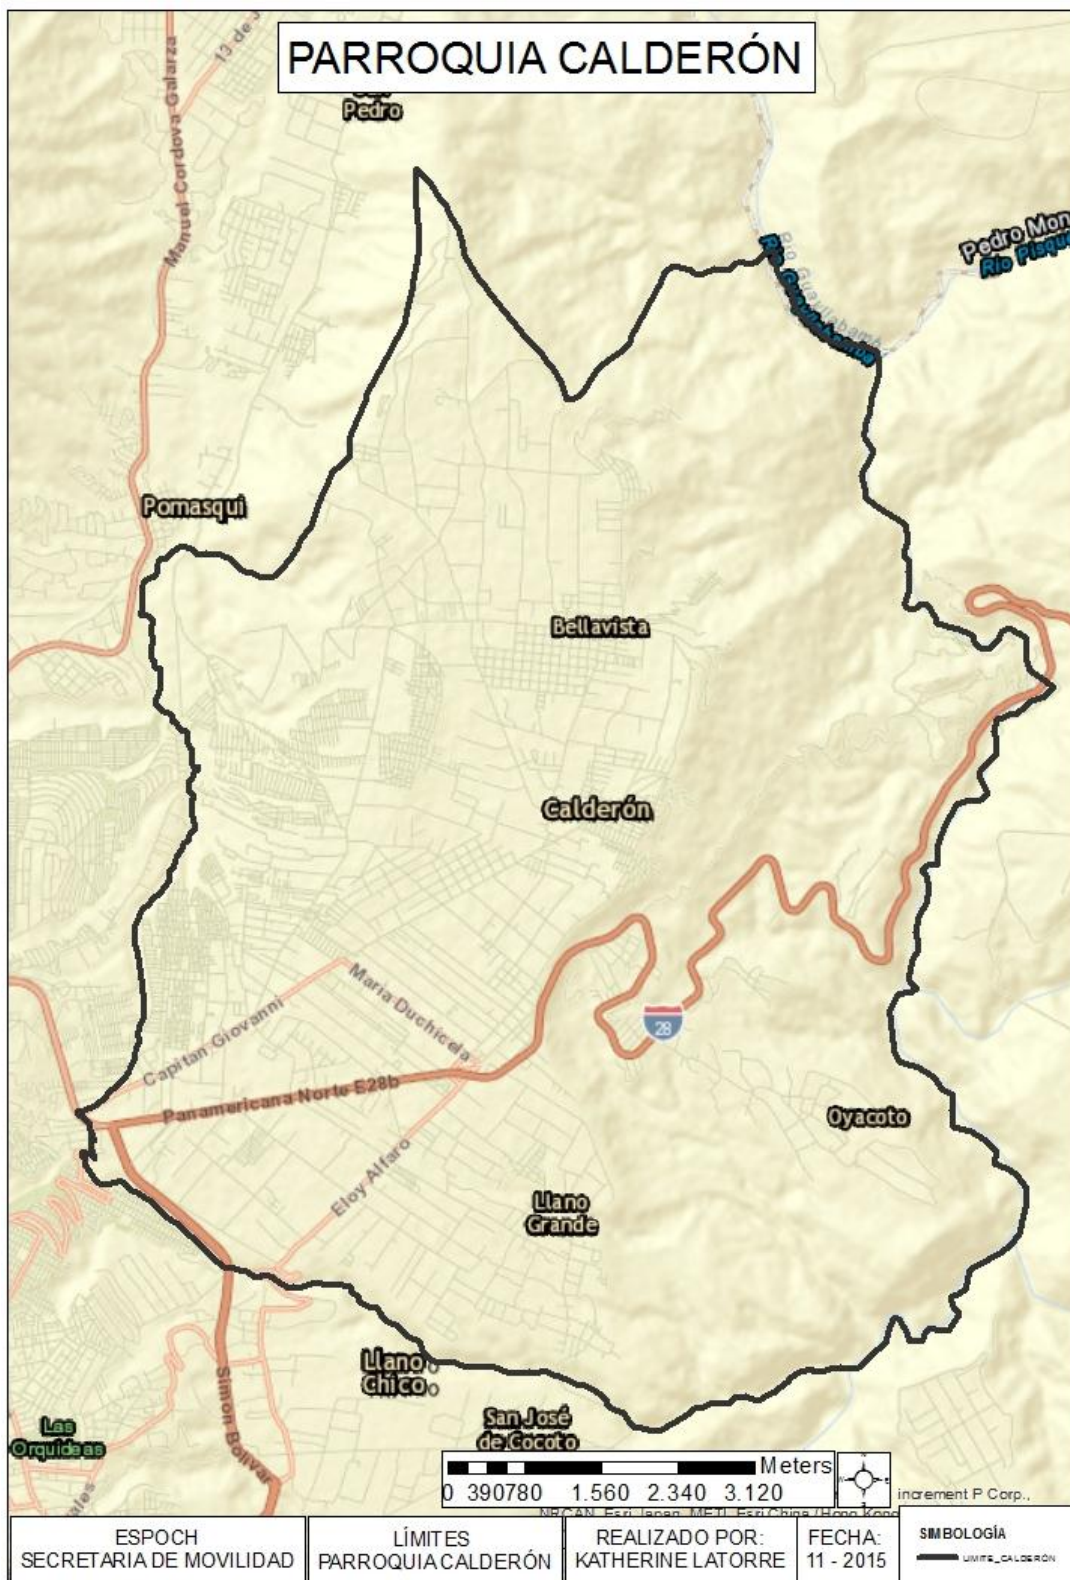 PARROQUIA CALDERÓN
Pedro
13 de
Manuel Cordova Galarza
Pedro
Rio Guayllabamba
Pomasqui
Bellavista
Calderón
Maria Duchicela
Capitan Giovanni
28
Panamericana Norte E28b
Oyacoto
Eloy Alfaro
Llano
Grande
Llano
Chico
Simon Bolivar
San José
de Cocoto
Las
Orquideas
Meters
0 390780 1.560 2.340 3.120
increment P Corp.,
NRCAN, Esri Japan, METI, Esri China (Hong Kong
ESPOCH
SECRETARIA DE MOVILIDAD
LÍMITES
PARROQUIA CALDERÓN
REALIZADO POR:
KATHERINE LATORRE
FECHA:
11 - 2015
SIMBOLOGÍA
LIMITE_CALDERÓN